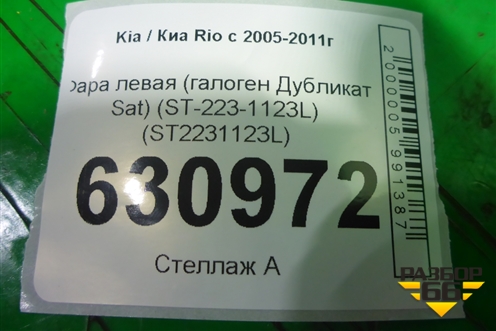 Kia / Киа Rio с 2005-2011г
Фара левая (галоген Дубликат
Sat) (ST-223-1123L)
(ST2231123L)
630972
Стеллаж А
2000005991387
РАЗБОР
66